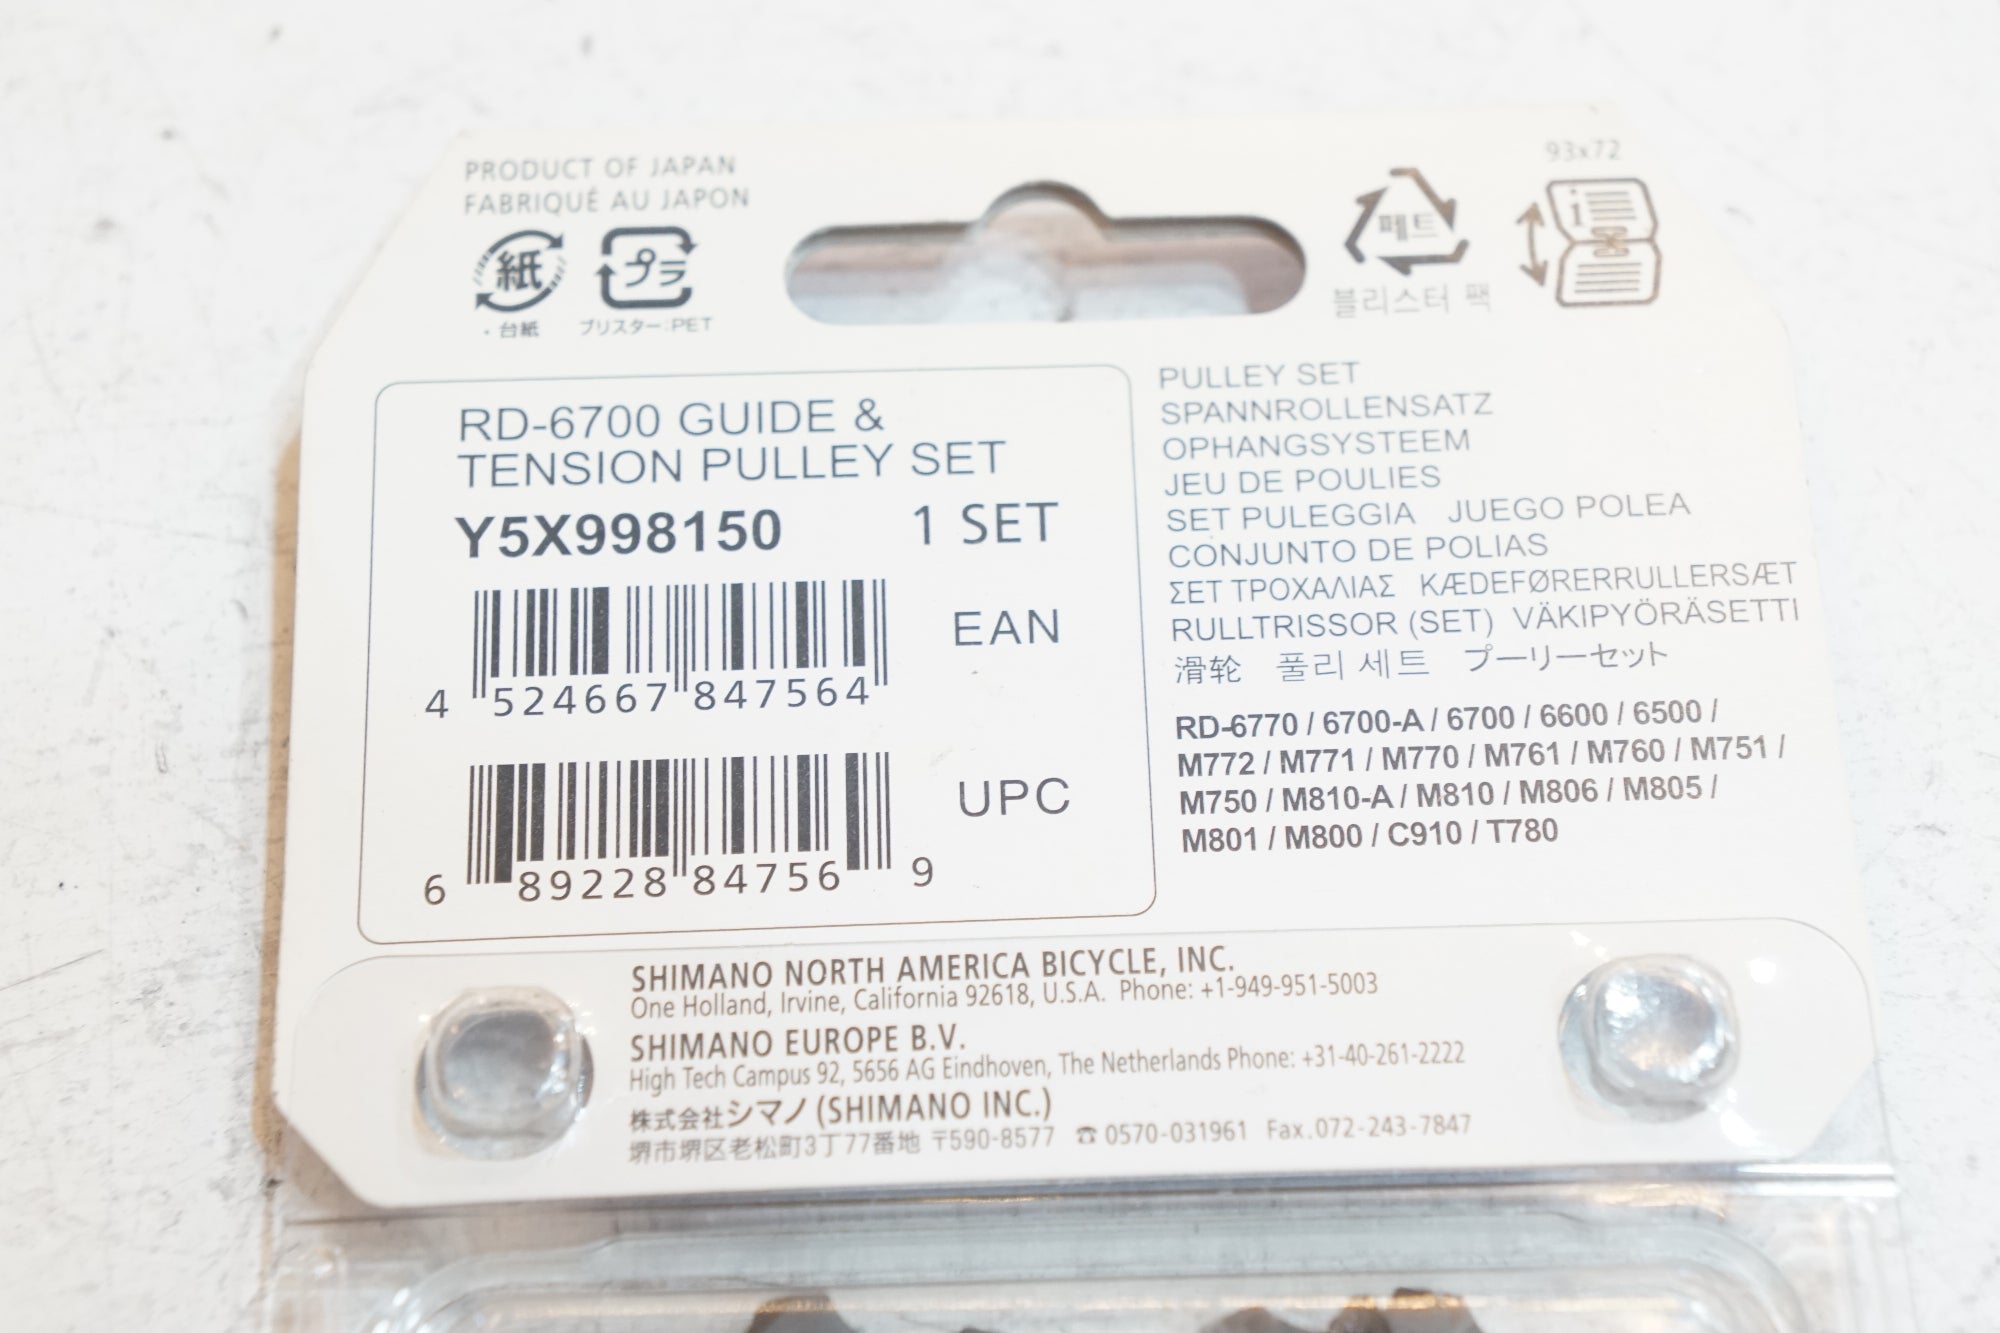 PRODUCT OF JAPAN
FABRIQUÉ AU JAPON
紙
プラ
・台紙
ブリスター:PET
페트
블리스터 팩
93x72
i
RD-6700 GUIDE &
TENSION PULLEY SET
Y5X998150 1 SET
EAN
4 524667 847564
UPC
6 89228 84756 9
PULLEY SET
SPANNROLLENSATZ
OPHANGSYSTEEM
JEU DE POULIES
SET PULEGGIA JUEGO POLEA
CONJUNTO DE POLIAS
ΣΕΤ ΤΡΟΧΑΛΙΑΣ KÆDEFØRERRULLERSÆT
RULLTRISSOR (SET) VÄKIPYÖRÄSETTI
滑轮 풀리 세트 プーリーセット
RD-6770 / 6700-A / 6700 / 6600 / 6500 /
M772 / M771 / M770 / M761 / M760 / M751 /
M750 / M810-A / M810 / M806 / M805 /
M801 / M800 / C910 / T780
SHIMANO NORTH AMERICA BICYCLE, INC.
One Holland, Irvine, California 92618, U.S.A. Phone: +1-949-951-5003
SHIMANO EUROPE B.V.
High Tech Campus 92, 5656 AG Eindhoven, The Netherlands Phone: +31-40-261-2222
株式会社シマノ (SHIMANO INC.)
堺市堺区老松町3丁77番地 〒590-8577 ☎ 0570-031961 Fax.072-243-7847